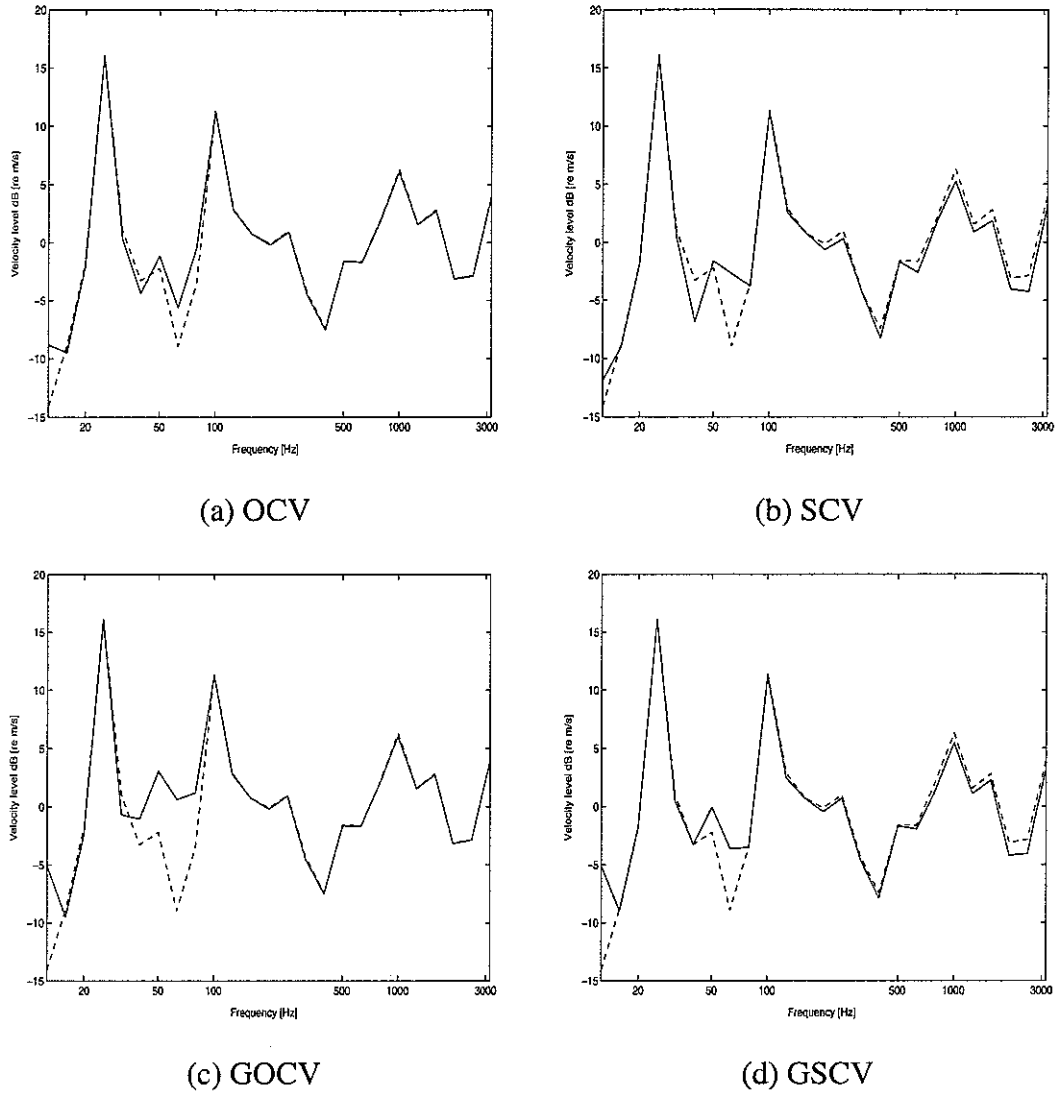 20
15
10
5
0
−5
−10
−15
Velocity level dB [re m/s]
20 50 100 500 1000 3000
Frequency [Hz]
(a) OCV
20
15
10
5
0
−5
−10
−15
Velocity level dB [re m/s]
20 50 100 500 1000 3000
Frequency [Hz]
(b) SCV
20
15
10
5
0
−5
−10
−15
Velocity level dB [re m/s]
20 50 100 500 1000 3000
Frequency [Hz]
(c) GOCV
20
15
10
5
0
−5
−10
−15
Velocity level dB [re m/s]
20 50 100 500 1000 3000
Frequency [Hz]
(d) GSCV